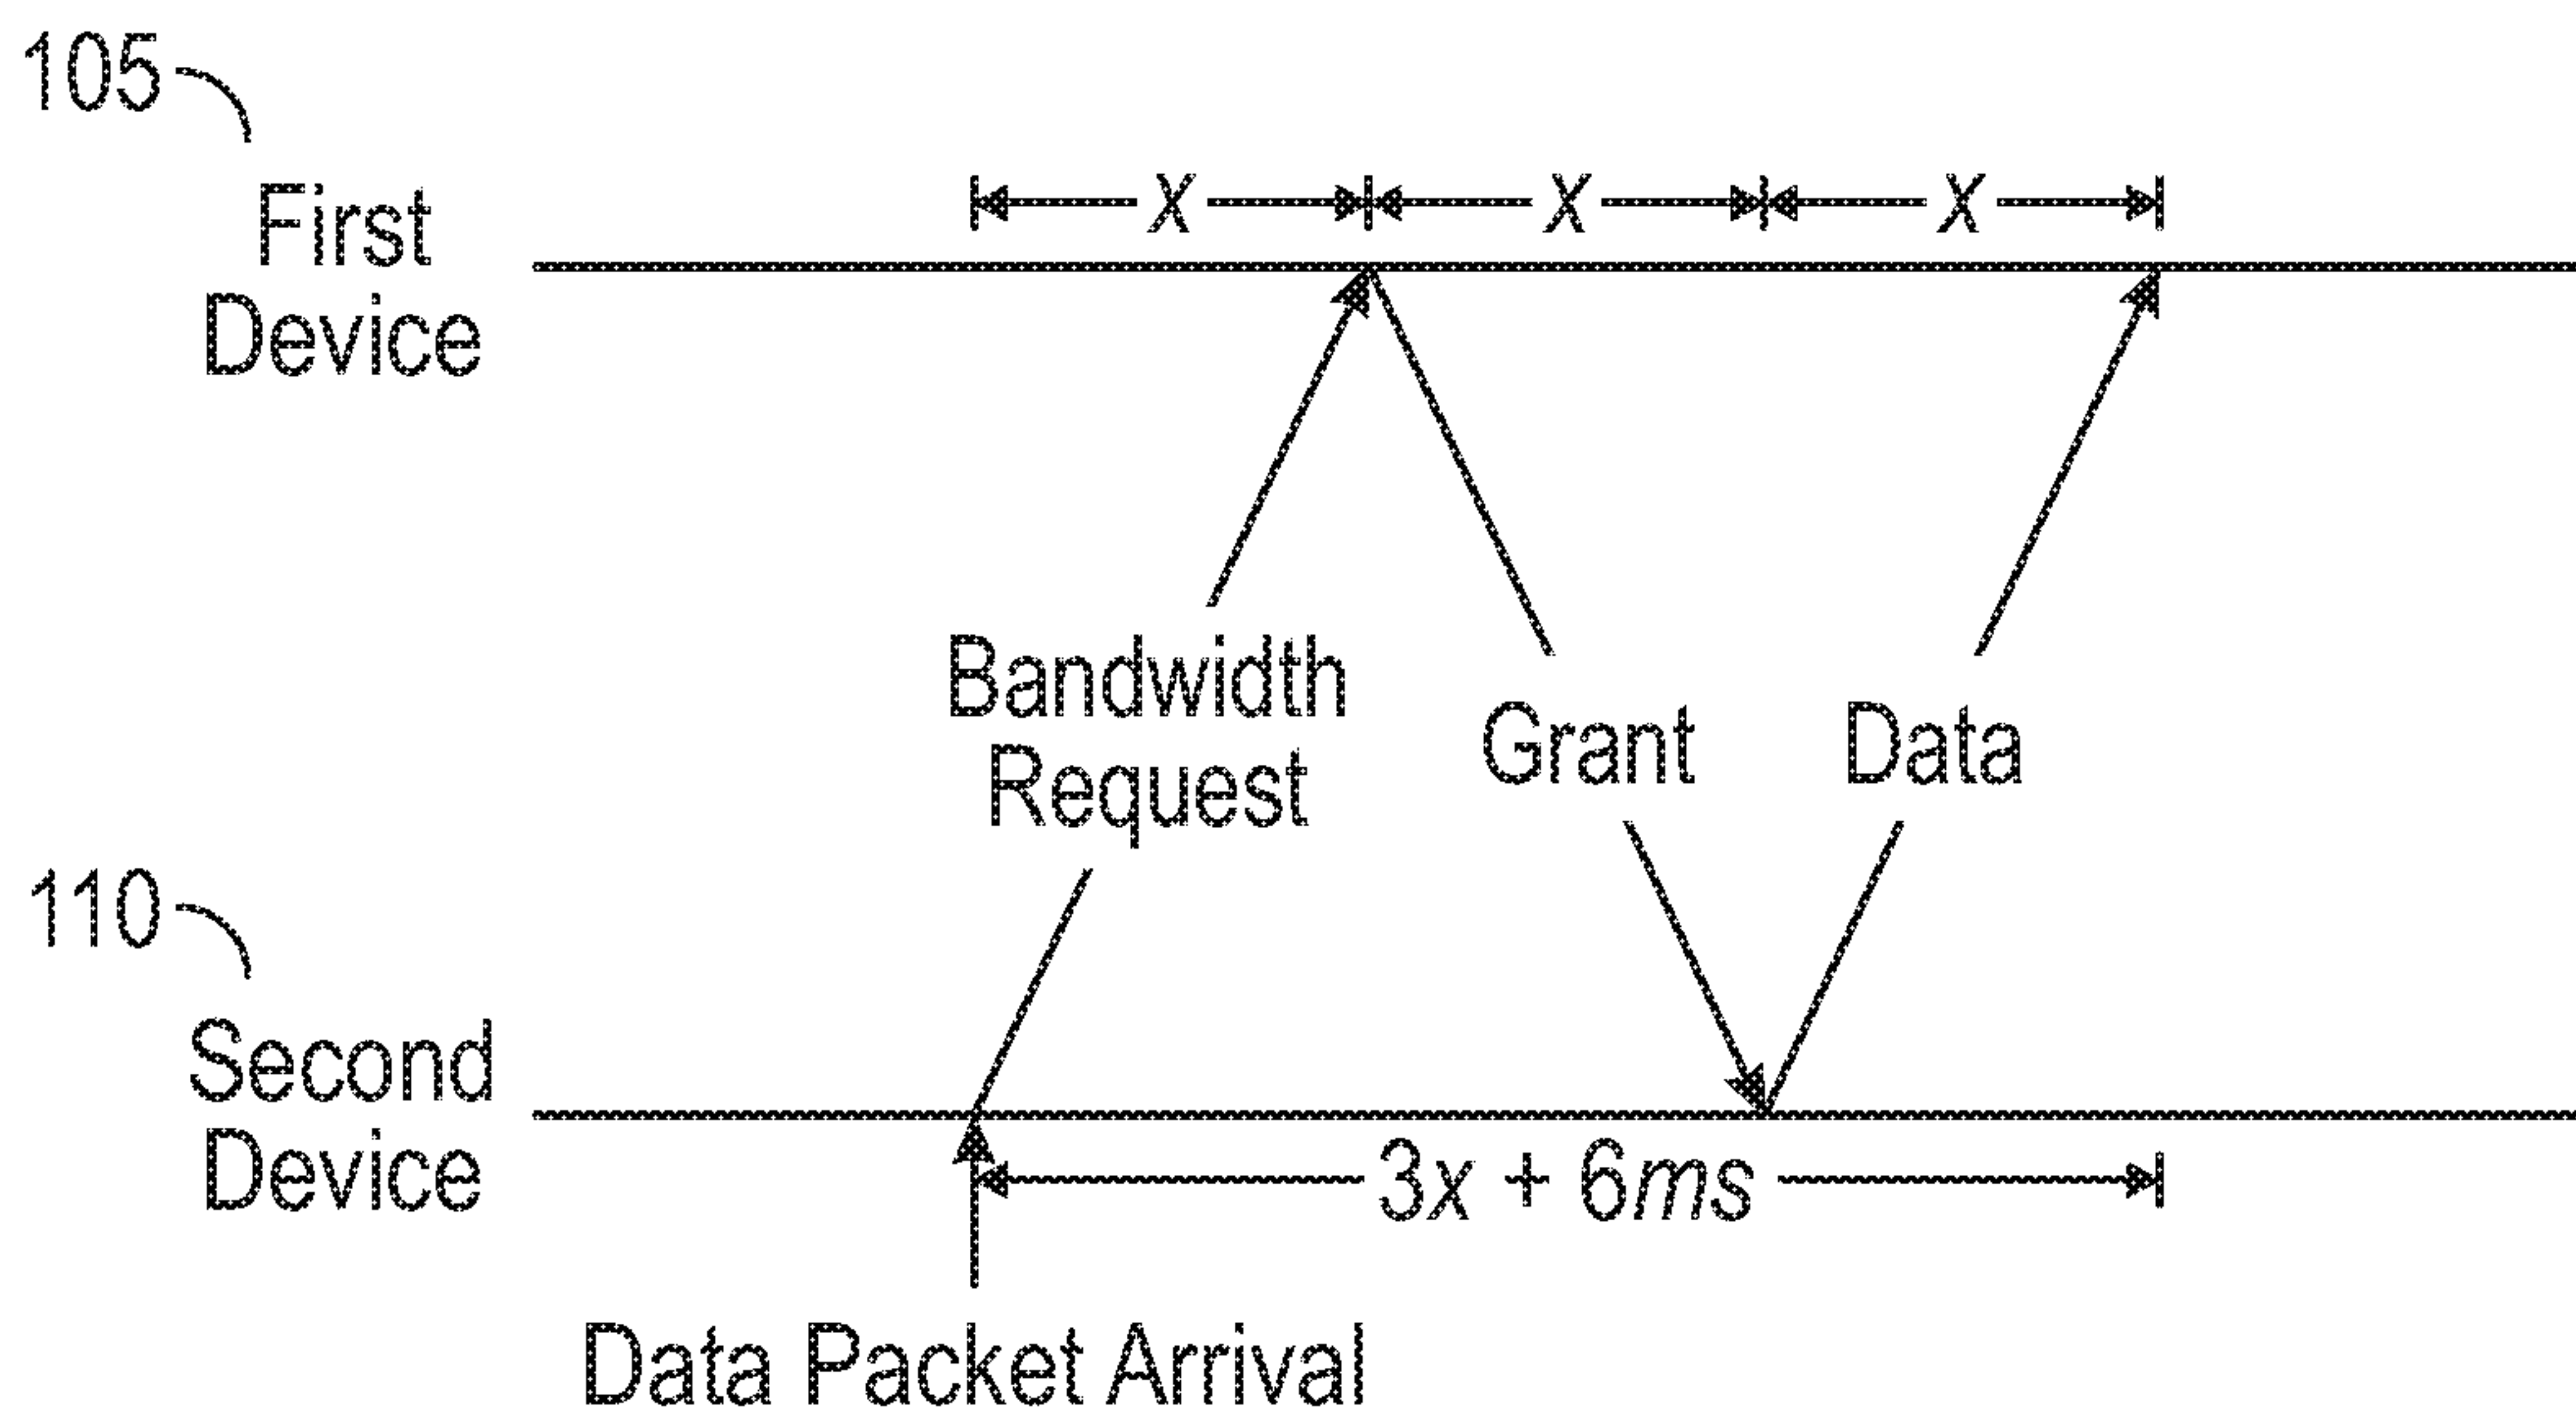 105
First
Device
x
x
x
Bandwidth
Request
Grant
Data
110
Second
Device
3x + 6ms
Data Packet Arrival